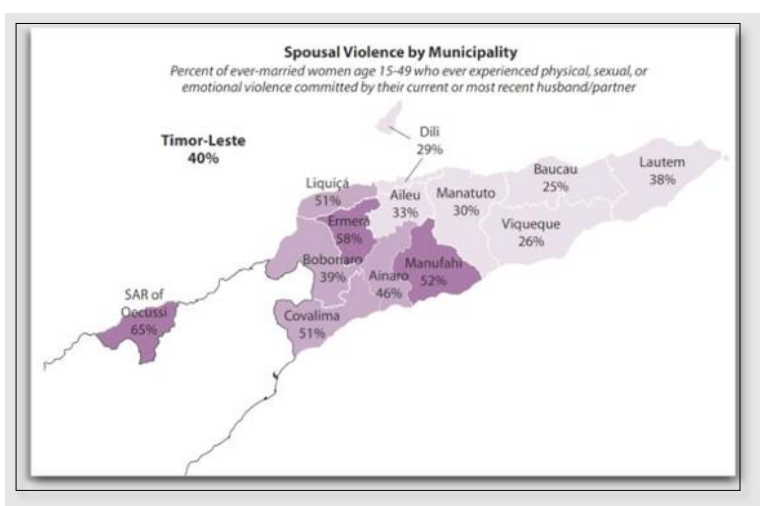 Spousal Violence by Municipality
Percent of ever-married women age 15-49 who ever experienced physical, sexual, or
emotional violence committed by their current or most recent husband/partner
Timor-Leste
40%
Dili
29%
Lautem
38%
Baucau
25%
Liquiçá
51%
Aileu
33%
Manatuto
30%
Viqueque
26%
Ermera
58%
Bobonaro
39%
Ainaro
46%
Manufahi
52%
SAR of
Oecussi
65%
Covalima
51%